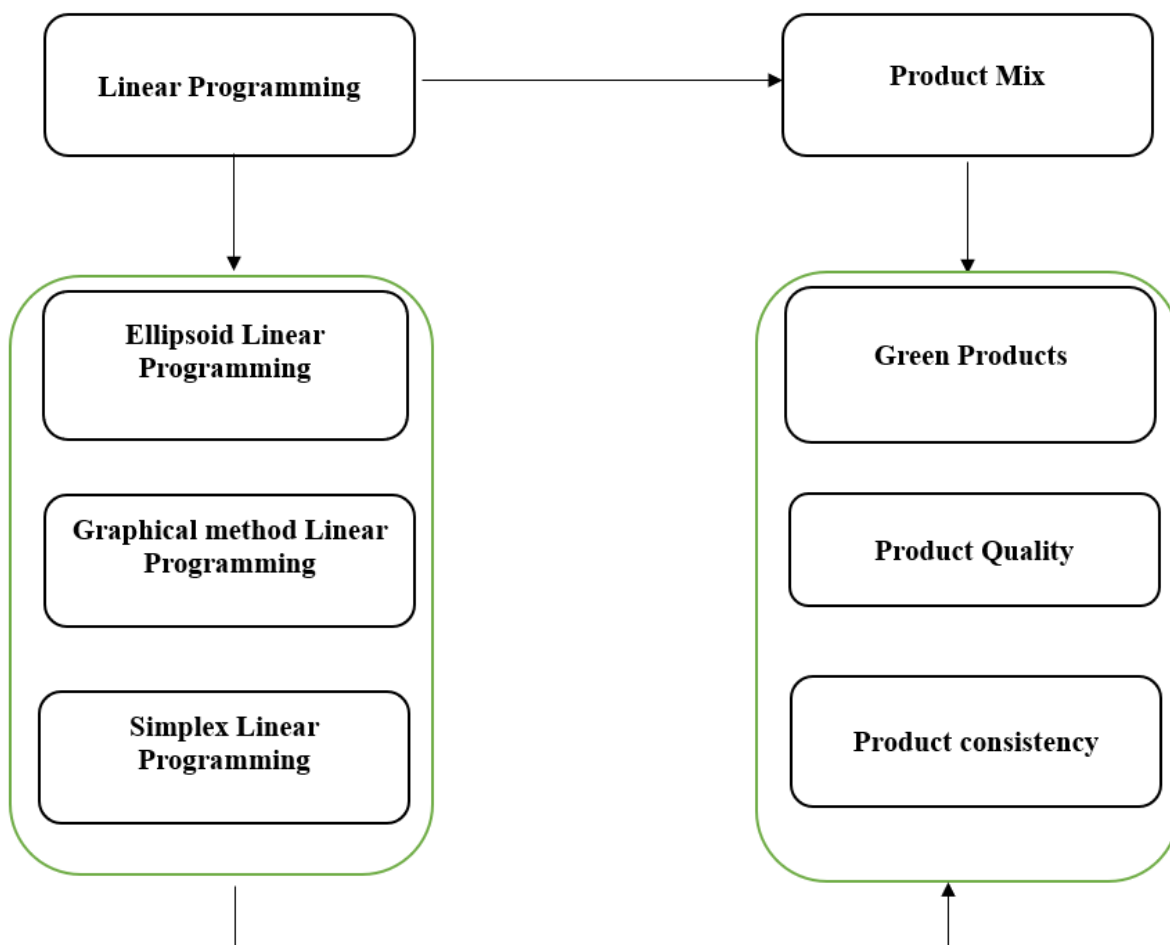 Linear Programming
Product Mix
Ellipsoid Linear
Programming
Graphical method Linear
Programming
Simplex Linear
Programming
Green Products
Product Quality
Product consistency